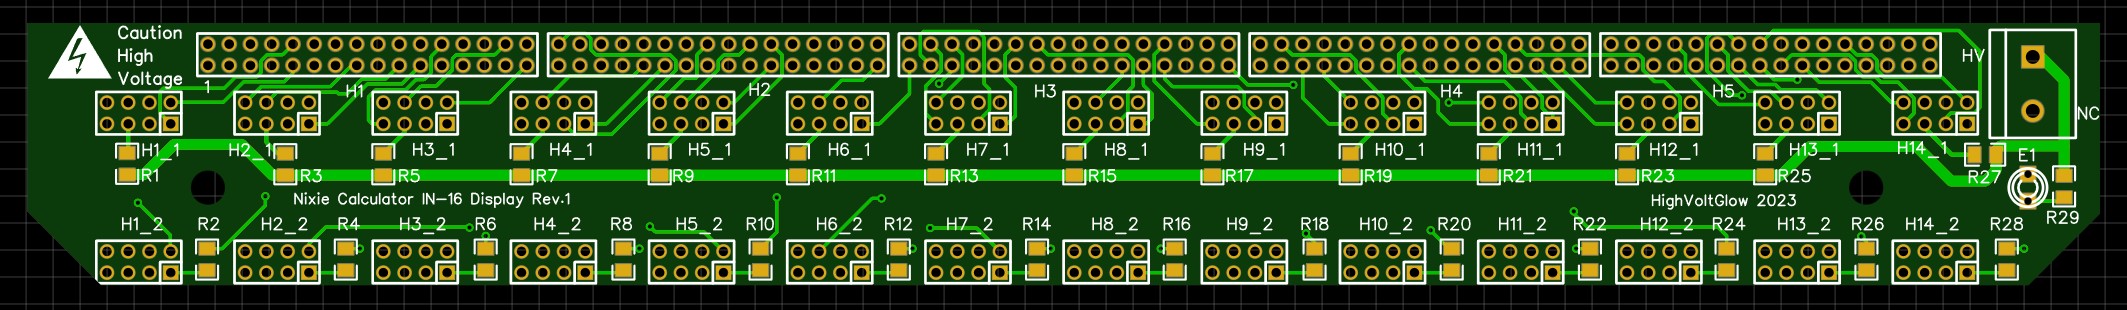 Caution
High
Voltage
1
H1
H2
H3
H4
H5
HV
NC
H1_1
H2_1
H3_1
H4_1
H5_1
H6_1
H7_1
H8_1
H9_1
H10_1
H11_1
H12_1
H13_1
H14_1
E1
R1
R3
R5
R7
R9
R11
R13
R15
R17
R19
R21
R23
R25
R27
Nixie Calculator IN-16 Display Rev.1
HighVoltGlow 2023
R29
H1_2
R2
H2_2
R4
H3_2
R6
H4_2
R8
H5_2
R10
H6_2
R12
H7_2
R14
H8_2
R16
H9_2
R18
H10_2
R20
H11_2
R22
H12_2
R24
H13_2
R26
H14_2
R28